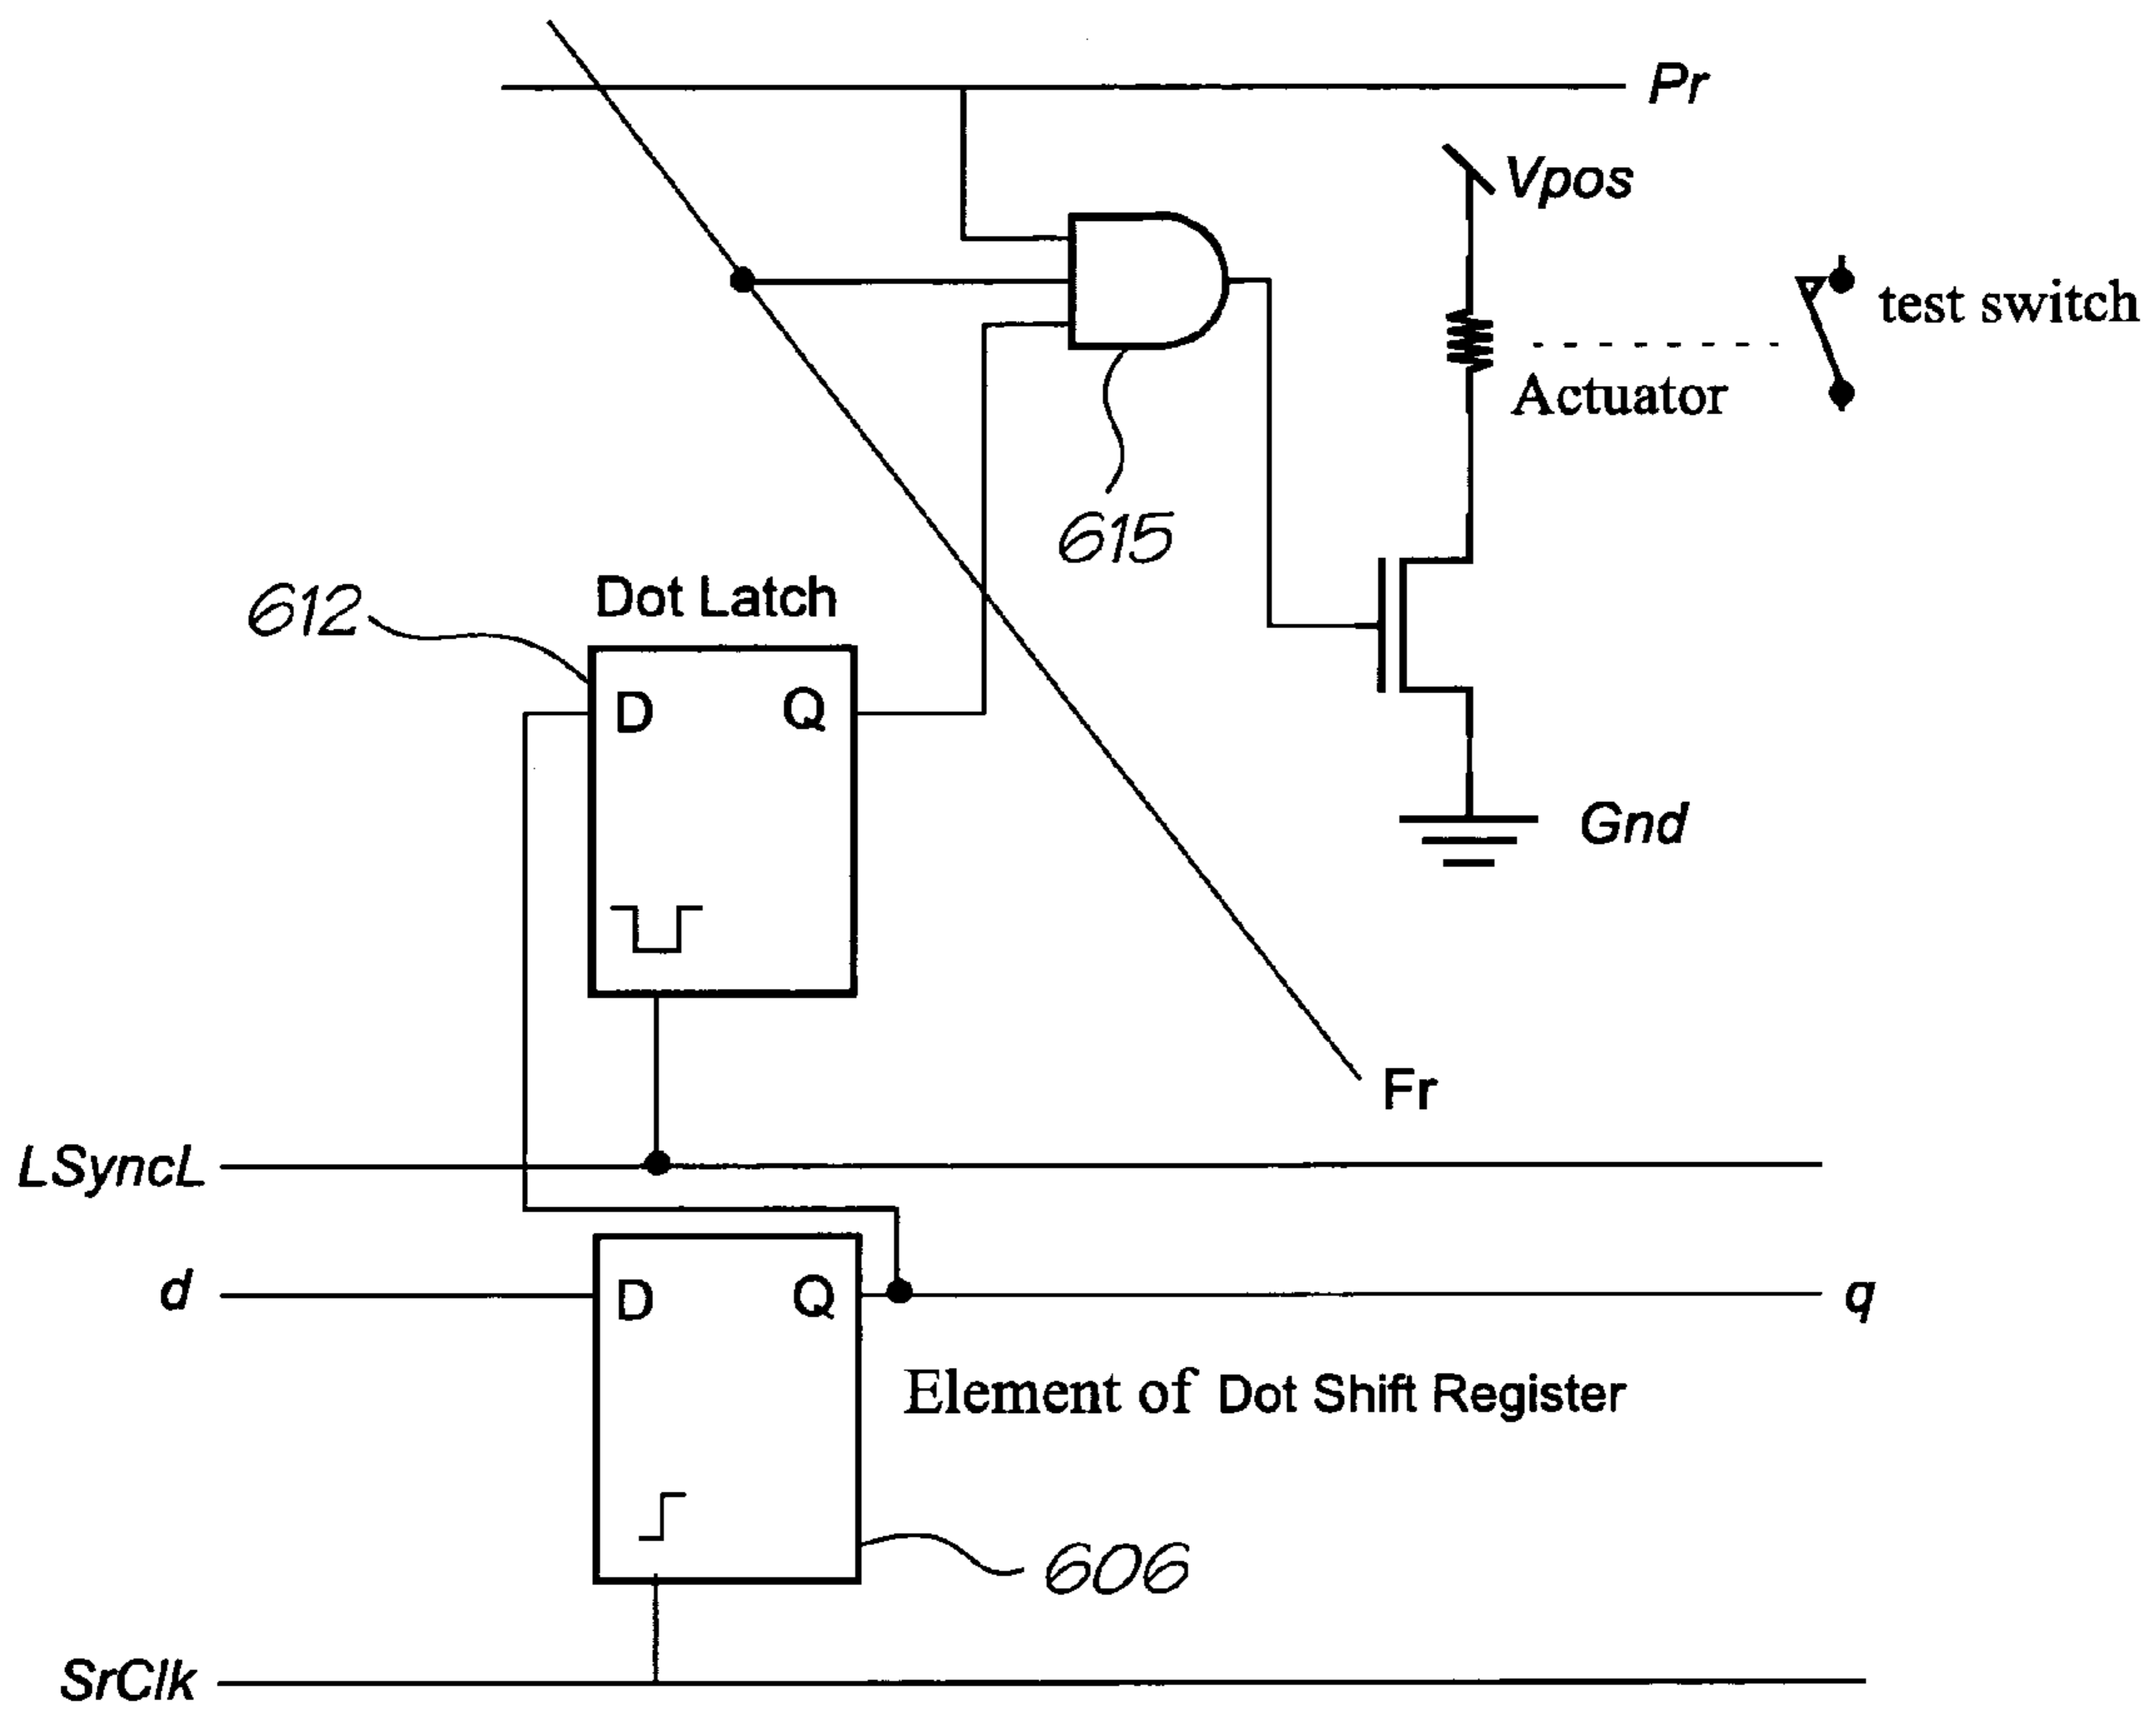 Pr
Vpos
test switch
Actuator
615
612
Dot Latch
D Q
Gnd
Fr
LSyncL
d
D Q
q
Element of Dot Shift Register
606
SrClk